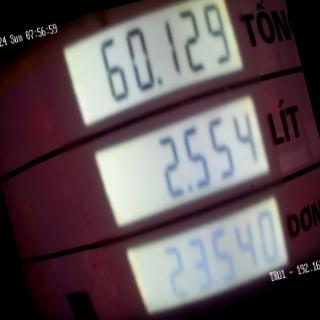 24 Sun 07:56:59
60.129 TỔN
2.554 LÍT
23.540 ĐƠN
TRU1 - 192.16